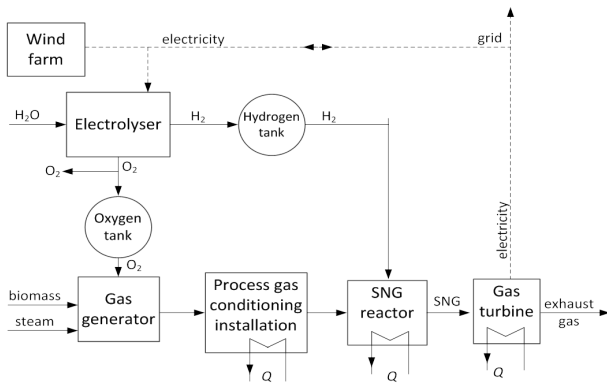 Wind
farm
electricity
grid
H₂O
Electrolyser
H₂
Hydrogen
tank
H₂
O₂
O₂
Oxygen
tank
O₂
electricity
biomass
steam
Gas
generator
Process gas
conditioning
installation
SNG
reactor
SNG
Gas
turbine
exhaust
gas
Q
Q
Q